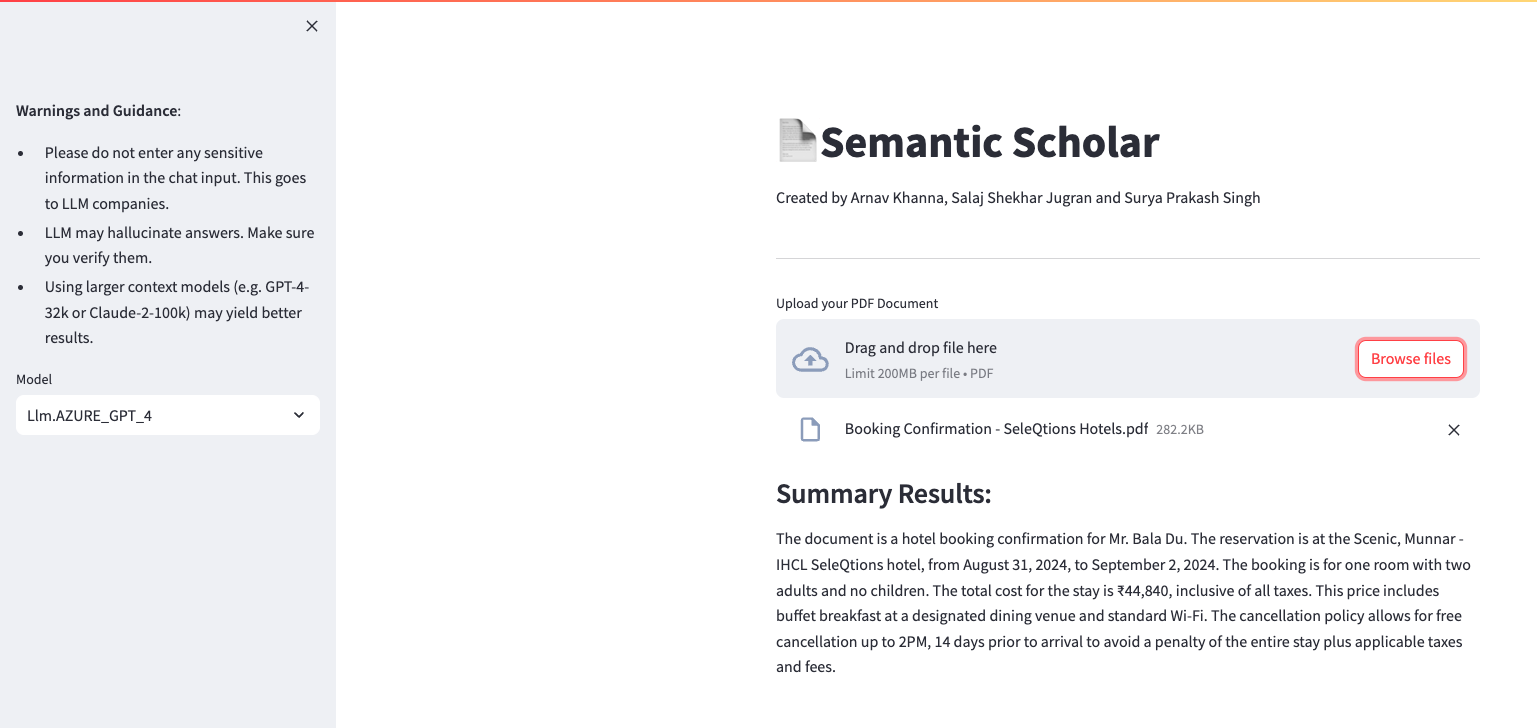 Warnings and Guidance:
• Please do not enter any sensitive
information in the chat input. This goes
to LLM companies.
• LLM may hallucinate answers. Make sure
you verify them.
• Using larger context models (e.g. GPT-4-
32k or Claude-2-100k) may yield better
results.
Model
Llm.AZURE_GPT_4
Semantic Scholar
Created by Arnav Khanna, Salaj Shekhar Jugran and Surya Prakash Singh
Upload your PDF Document
Drag and drop file here
Limit 200MB per file • PDF
Browse files
Booking Confirmation - SeleQtions Hotels.pdf 282.2KB
Summary Results:
The document is a hotel booking confirmation for Mr. Bala Du. The reservation is at the Scenic, Munnar -
IHCL SeleQtions hotel, from August 31, 2024, to September 2, 2024. The booking is for one room with two
adults and no children. The total cost for the stay is ₹44,840, inclusive of all taxes. This price includes
buffet breakfast at a designated dining venue and standard Wi-Fi. The cancellation policy allows for free
cancellation up to 2PM, 14 days prior to arrival to avoid a penalty of the entire stay plus applicable taxes
and fees.